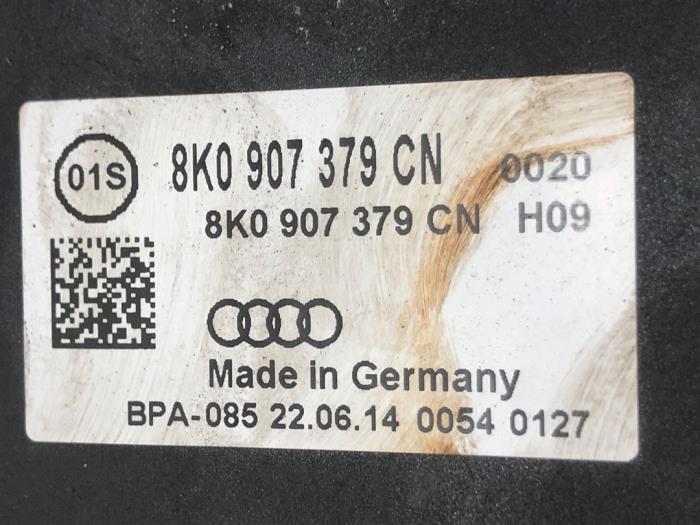 01S 8K0 907 379 CN 0020
8K0 907 379 CN H09
Made in Germany
BPA-085 22.06.14 0054 0127